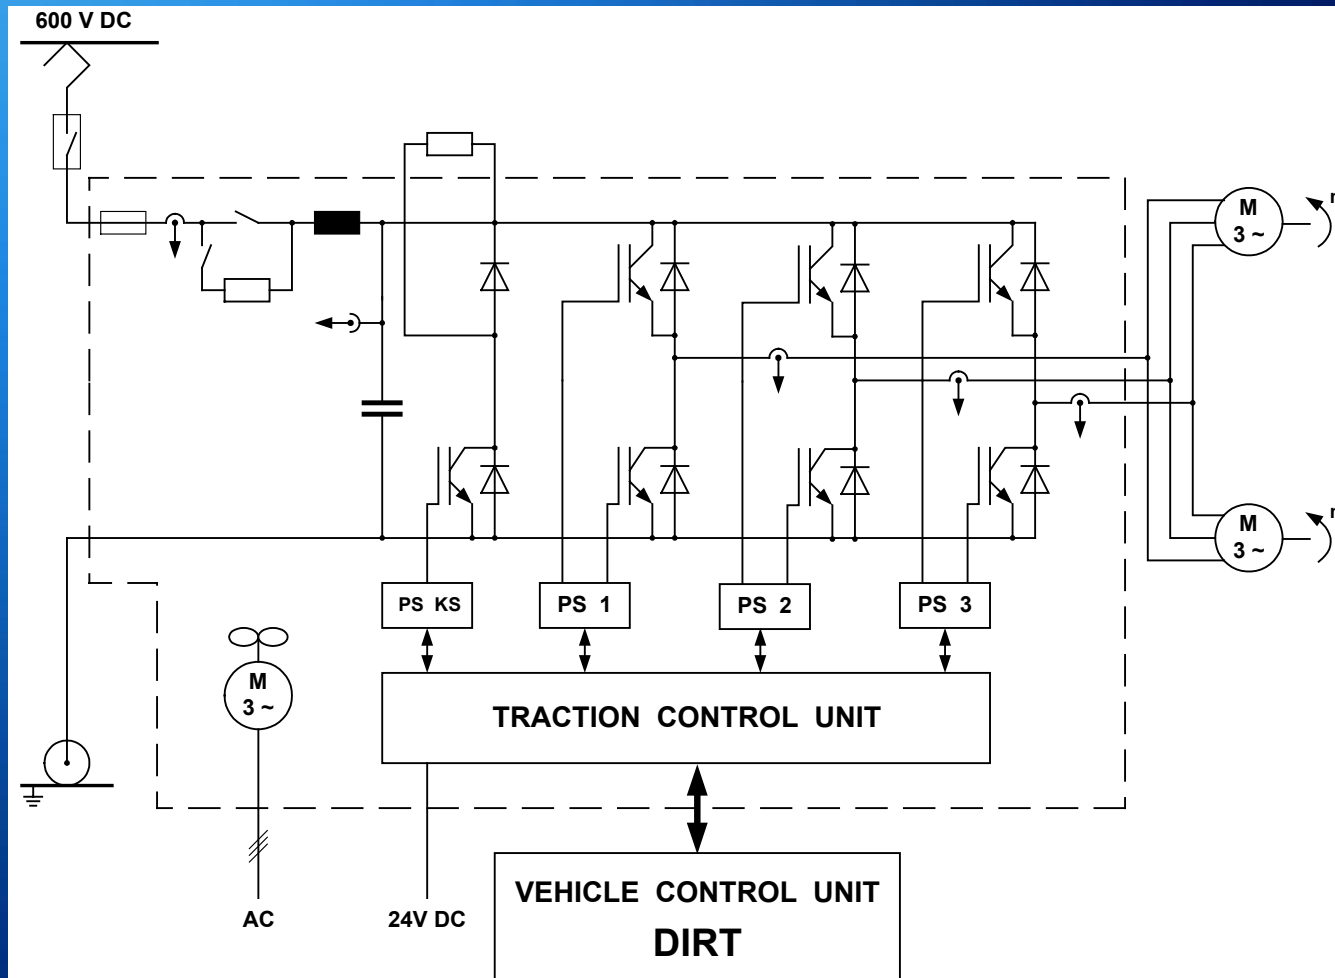 600 V DC
M
3 ~
n
M
3 ~
n
PS KS
PS 1
PS 2
PS 3
M
3 ~
TRACTION CONTROL UNIT
AC
24V DC
VEHICLE CONTROL UNIT
DIRT